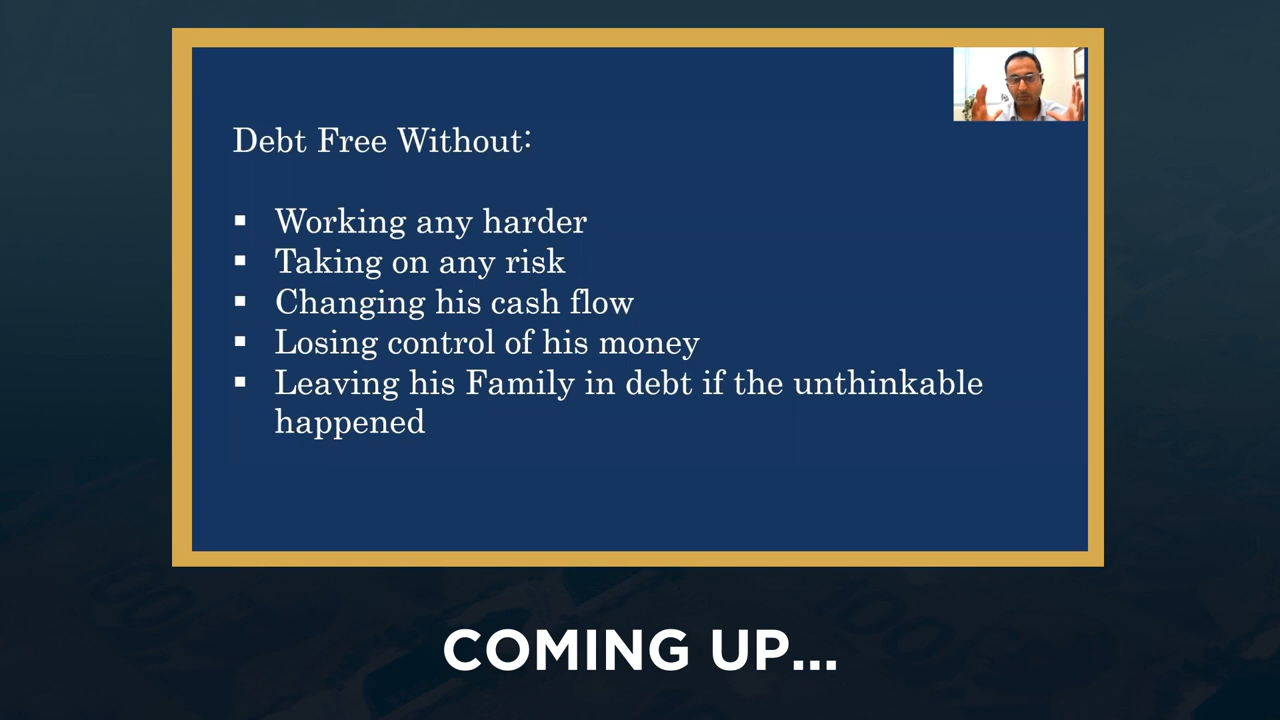 Debt Free Without:
▪ Working any harder
▪ Taking on any risk
▪ Changing his cash flow
▪ Losing control of his money
▪ Leaving his Family in debt if the unthinkable
happened
COMING UP...